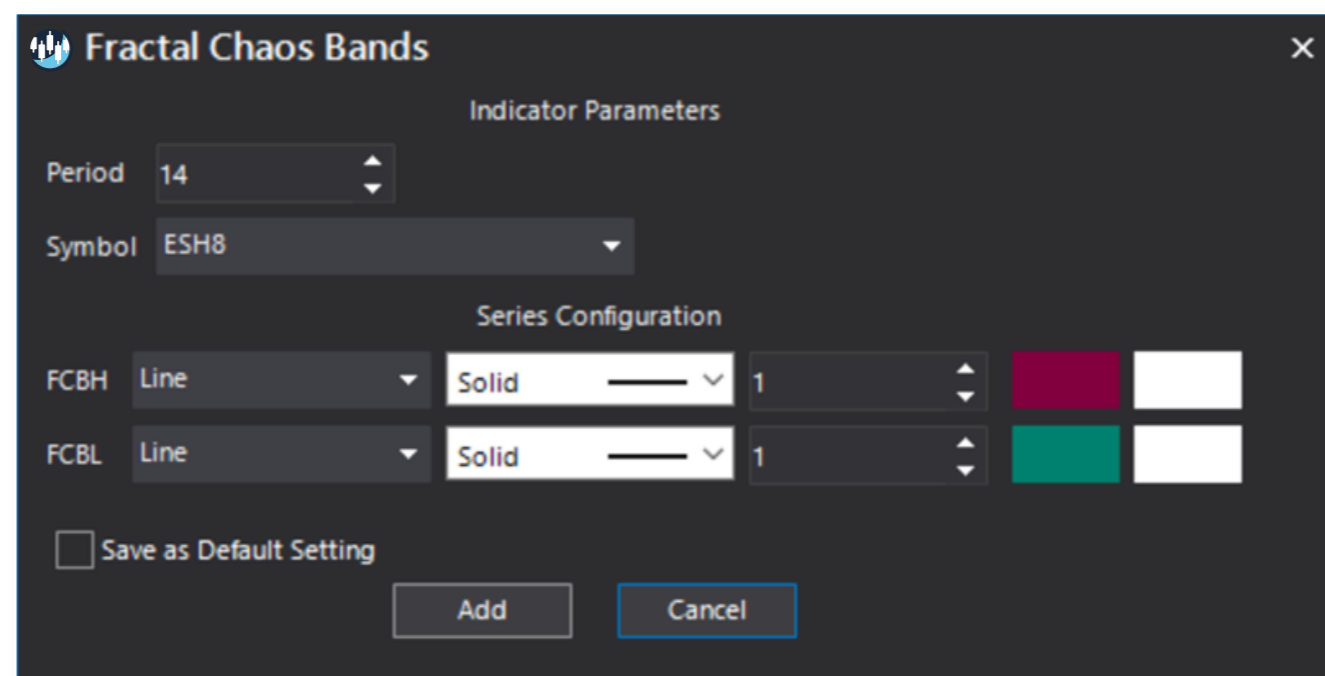 Fractal Chaos Bands
Indicator Parameters
Period 14
Symbol ESH8
Series Configuration
FCBH Line Solid 1
FCBL Line Solid 1
Save as Default Setting
Add Cancel